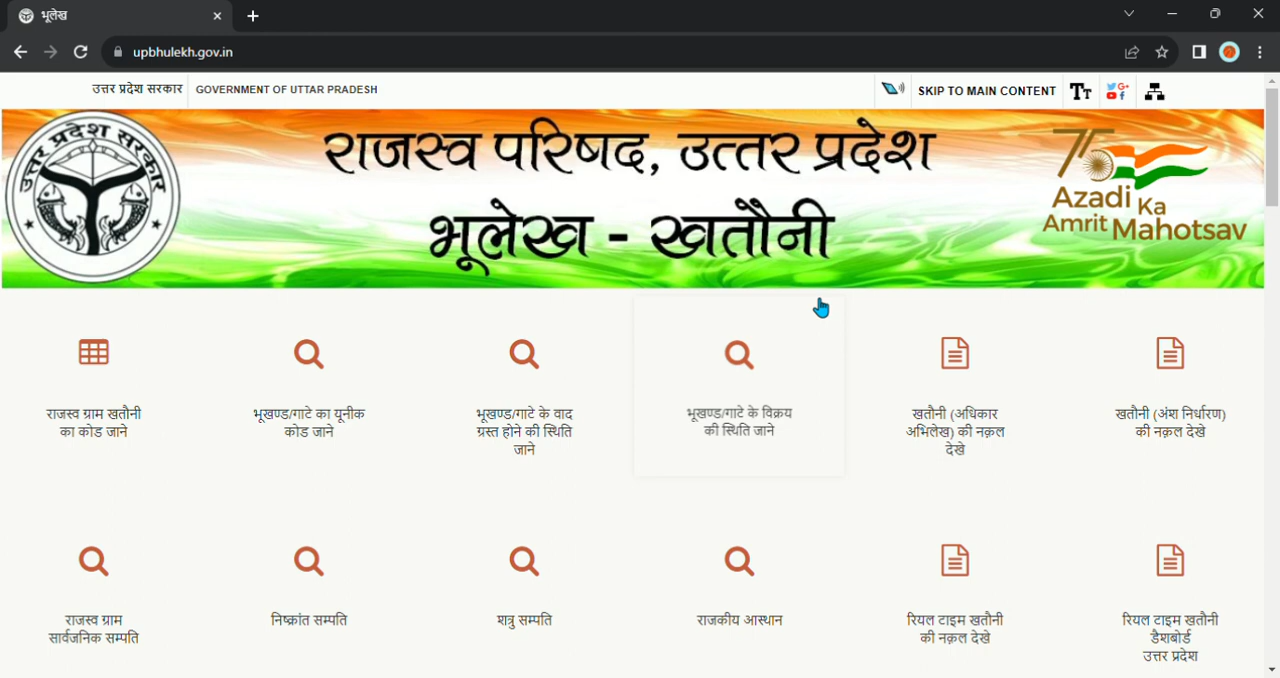 भूलेख
upbhulekh.gov.in
उत्तर प्रदेश सरकार GOVERNMENT OF UTTAR PRADESH SKIP TO MAIN CONTENT TT
उत्तर प्रदेश सरकार
राजस्व परिषद, उत्तर प्रदेश
भूलेख - खतौनी
75
Azadi Ka
Amrit Mahotsav
राजस्व ग्राम खतौनी
का कोड जाने
भूखण्ड/गाटे का यूनीक
कोड जाने
भूखण्ड/गाटे के वाद
ग्रस्त होने की स्थिति
जाने
भूखण्ड/गाटे के विक्रय
की स्थिति जाने
खतौनी (अधिकार
अभिलेख) की नक़ल
देखे
खतौनी (अंश निर्धारण)
की नक़ल देखे
राजस्व ग्राम
सार्वजनिक सम्पति
निष्क्रांत सम्पति
शत्रु सम्पति
राजकीय आस्थान
रियल टाइम खतौनी
की नक़ल देखे
रियल टाइम खतौनी
डैशबोर्ड
उत्तर प्रदेश